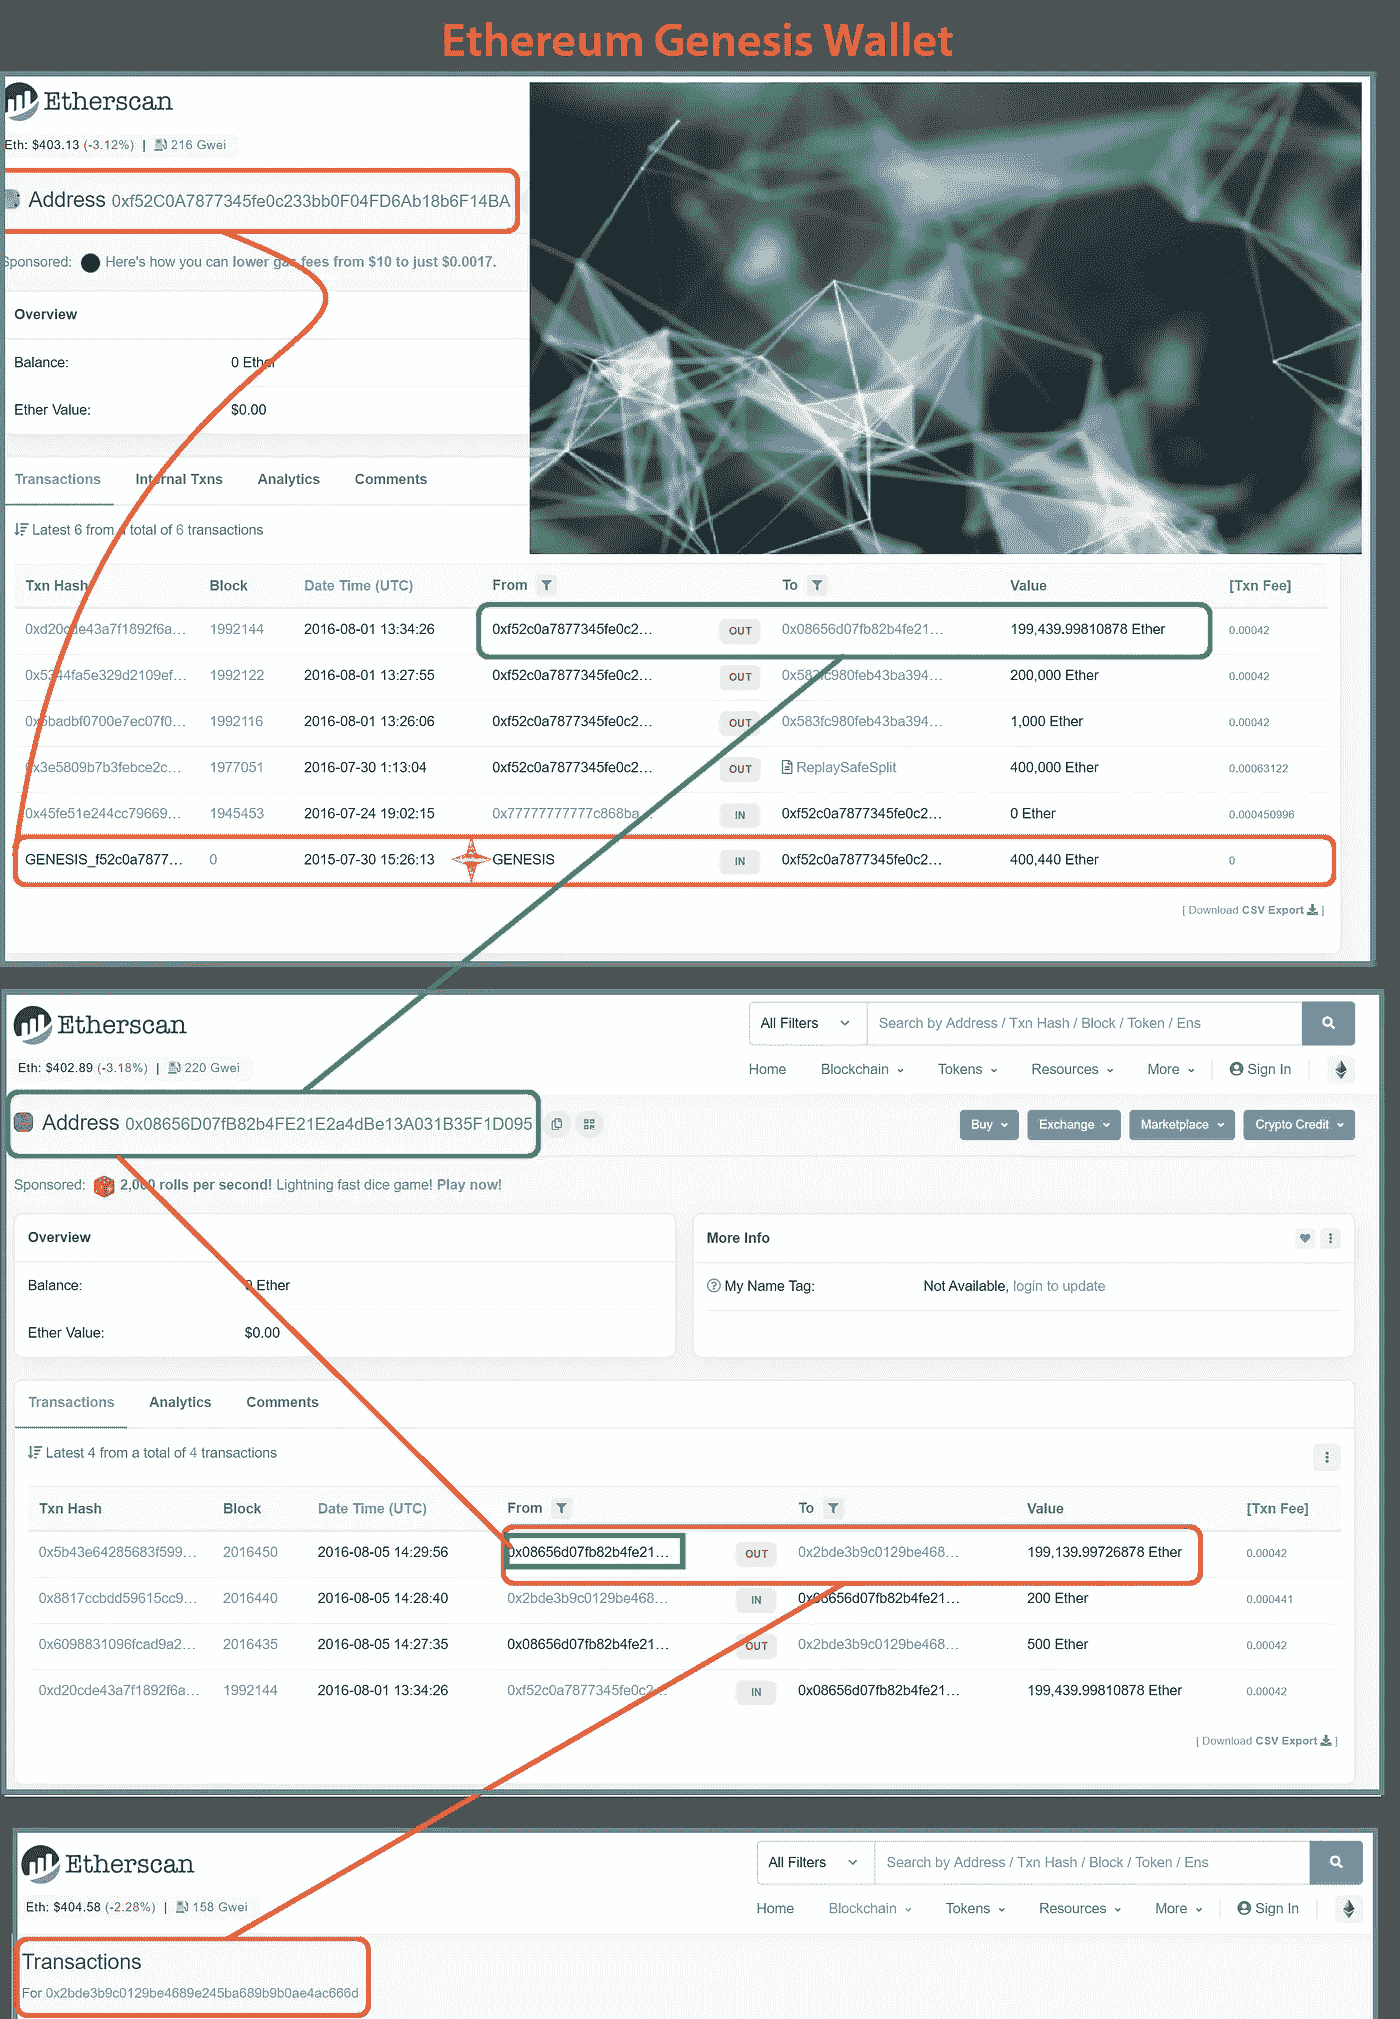 Ethereum Genesis Wallet
Etherscan
Eth: $403.13 (-3.12%) | 216 Gwei
Address 0xf52C0A7877345fe0c233bb0F04FD6Ab18b6F14BA
Sponsored: Here's how you can lower gas fees from $10 to just $0.0017.
Overview
Balance: 0 Ether
Ether Value: $0.00
Transactions Internal Txns Analytics Comments
Latest 6 from a total of 6 transactions
Txn Hash Block Date Time (UTC) From To Value [Txn Fee]
0xd20cde43a7f1892f6a... 1992144 2016-08-01 13:34:26 0xf52c0a7877345fe0c2... OUT 0x08656d07fb82b4fe21... 199,439.99810878 Ether 0.00042
0x5344fa5e329d2109ef... 1992122 2016-08-01 13:27:55 0xf52c0a7877345fe0c2... OUT 0x583fc980feb43ba394... 200,000 Ether 0.00042
0x5badbf0700e7ec07f0... 1992116 2016-08-01 13:26:06 0xf52c0a7877345fe0c2... OUT 0x583fc980feb43ba394... 1,000 Ether 0.00042
0x3e5809b7b3febce2c... 1977051 2016-07-30 1:13:04 0xf52c0a7877345fe0c2... OUT ReplaySafeSplit 400,000 Ether 0.00063122
0x45fe51e244cc79669... 1945453 2016-07-24 19:02:15 0x77777777777c868ba... IN 0xf52c0a7877345fe0c2... 0 Ether 0.000450996
GENESIS_f52c0a7877... 0 2015-07-30 15:26:13 GENESIS IN 0xf52c0a7877345fe0c2... 400,440 Ether 0
[ Download CSV Export ]
Etherscan
All Filters Search by Address / Txn Hash / Block / Token / Ens
Eth: $402.89 (-3.18%) | 220 Gwei
Home Blockchain Tokens Resources More Sign In
Address 0x08656D07fB82b4FE21E2a4dBe13A031B35F1D095
Buy Exchange Marketplace Crypto Credit
Sponsored: 2,000 rolls per second! Lightning fast dice game! Play now!
Overview
More Info
Balance: 0 Ether
My Name Tag: Not Available, login to update
Ether Value: $0.00
Transactions Analytics Comments
Latest 4 from a total of 4 transactions
Txn Hash Block Date Time (UTC) From To Value [Txn Fee]
0x5b43e64285683f599... 2016450 2016-08-05 14:29:56 0x08656d07fb82b4fe21... OUT 0x2bde3b9c0129be468... 199,139.99726878 Ether 0.00042
0x8817ccbdd59615cc9... 2016440 2016-08-05 14:28:40 0x2bde3b9c0129be468... IN 0x08656d07fb82b4fe21... 200 Ether 0.000441
0x6098831096fcad9a2... 2016435 2016-08-05 14:27:35 0x08656d07fb82b4fe21... OUT 0x2bde3b9c0129be468... 500 Ether 0.00042
0xd20cde43a7f1892f6a... 1992144 2016-08-01 13:34:26 0xf52c0a7877345fe0c2... IN 0x08656d07fb82b4fe21... 199,439.99810878 Ether 0.00042
[ Download CSV Export ]
Etherscan
All Filters Search by Address / Txn Hash / Block / Token / Ens
Eth: $404.58 (-2.28%) | 158 Gwei
Home Blockchain Tokens Resources More Sign In
Transactions
For 0x2bde3b9c0129be4689e245ba689b9b0ae4ac666d